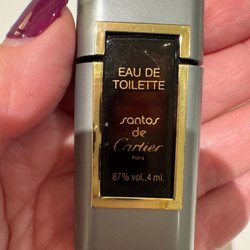 EAU DE
TOILETTE
santos
de
Cartier
Paris
87% vol..4 ml.